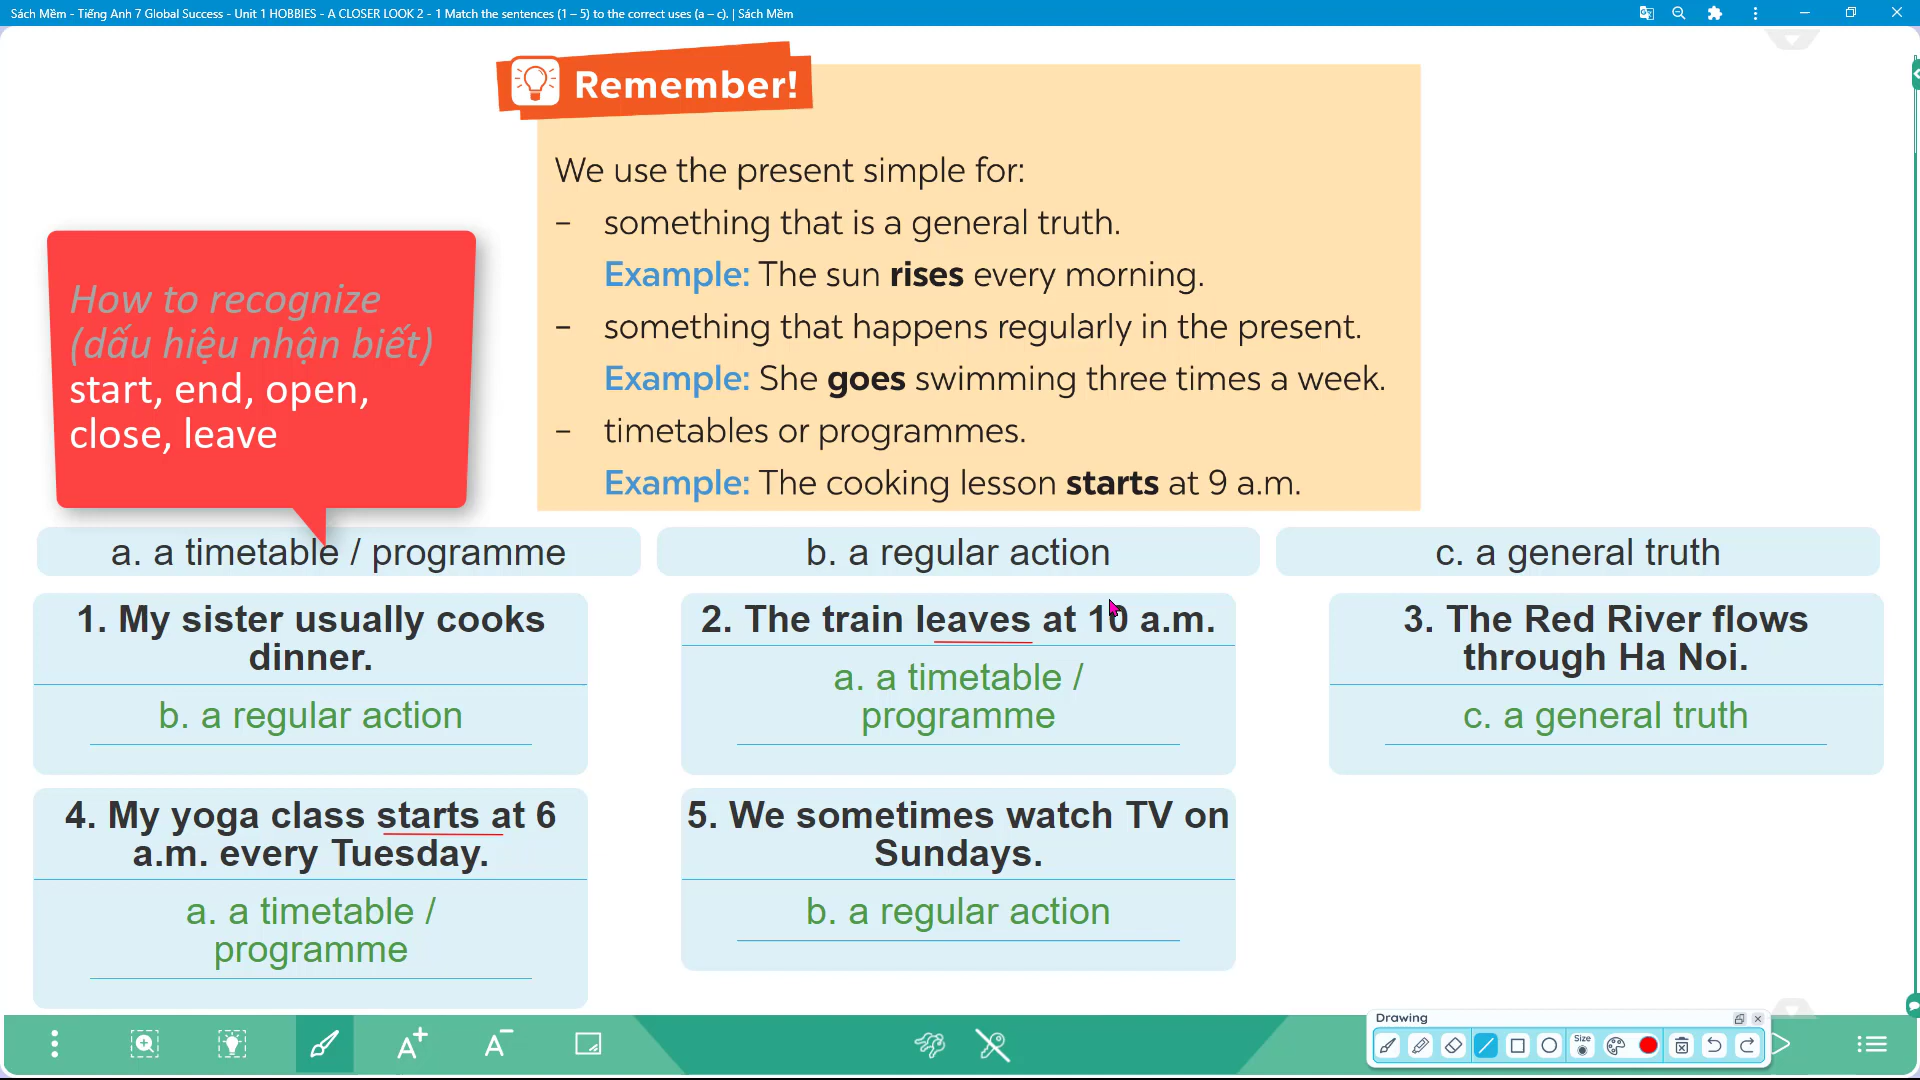 Sách Mềm - Tiếng Anh 7 Global Success - Unit 1 HOBBIES - A CLOSER LOOK 2 - 1 Match the sentences (1 – 5) to the correct uses (a – c). | Sách Mềm
Remember!
We use the present simple for:
– something that is a general truth.
Example: The sun rises every morning.
– something that happens regularly in the present.
Example: She goes swimming three times a week.
– timetables or programmes.
Example: The cooking lesson starts at 9 a.m.
How to recognize
(dấu hiệu nhận biết)
start, end, open,
close, leave
a. a timetable / programme
b. a regular action
c. a general truth
1. My sister usually cooks
dinner.
b. a regular action
2. The train leaves at 10 a.m.
a. a timetable /
programme
3. The Red River flows
through Ha Noi.
c. a general truth
4. My yoga class starts at 6
a.m. every Tuesday.
a. a timetable /
programme
5. We sometimes watch TV on
Sundays.
b. a regular action
A+
A-
Drawing
Size